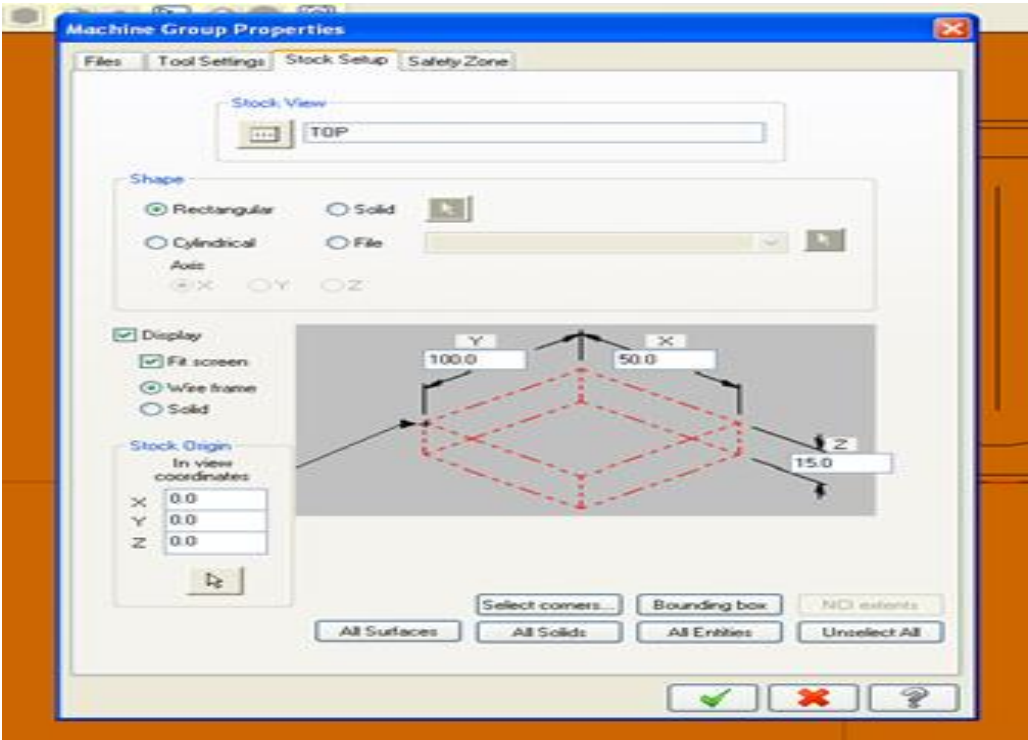 Machine Group Properties
Files Tool Settings Stock Setup Safety Zone
Stock View
TOP
Shape
Rectangular Solid
Cylindrical File
Axis
X Y Z
Display
Fit screen
Wire frame
Solid
Y X
100.0 50.0
Z
15.0
Stock Origin
In view
coordinates
X 0.0
Y 0.0
Z 0.0
Select corners... Bounding box NCI extents
All Surfaces All Solids All Entities Unselect All